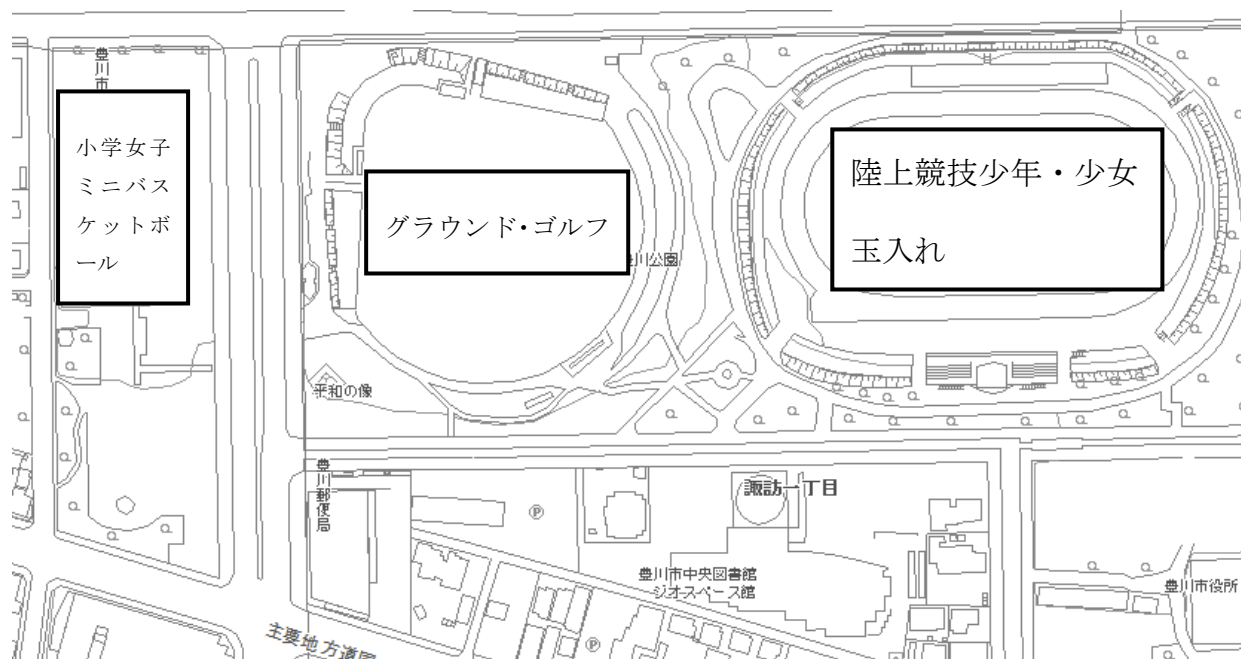 豊川市
小学女子
ミニバス
ケットボ
ール
グラウンド・ゴルフ
川公園
陸上競技少年・少女
玉入れ
平和の像
豊川郵便局
諏訪一丁目
豊川市中央図書館
ジオスペース館
豊川市役所
主要地方道